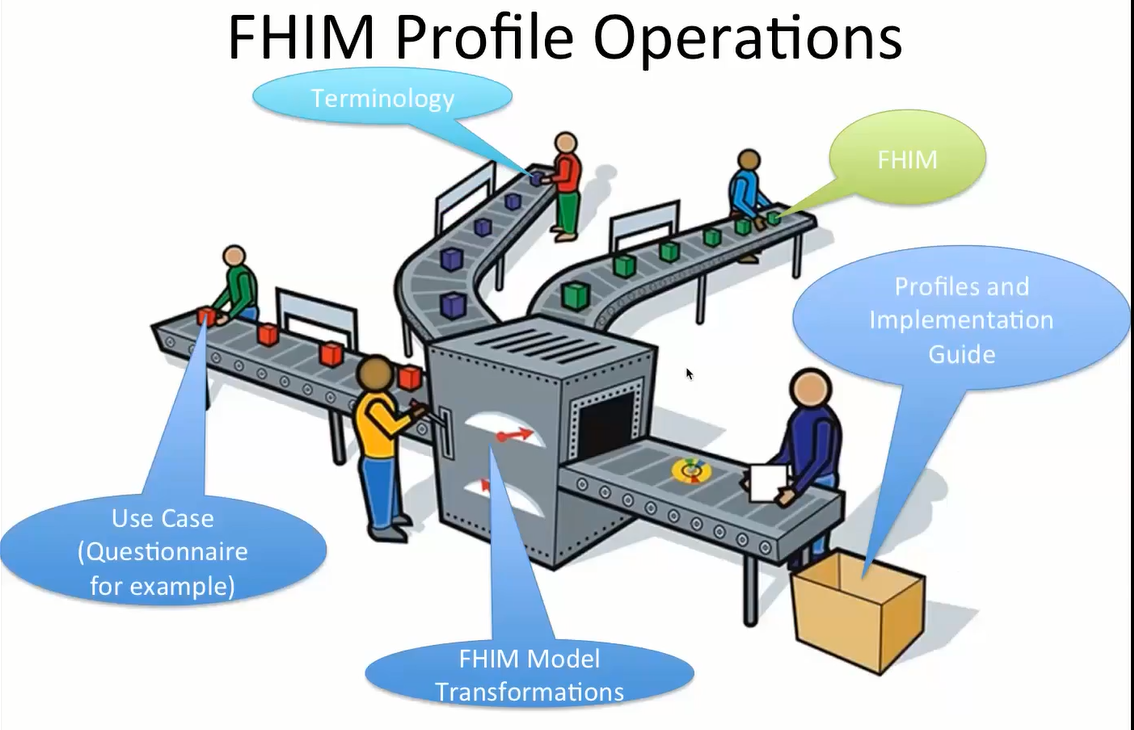 FHIM Profile Operations
Terminology
FHIM
Profiles and
Implementation
Guide
Use Case
(Questionnaire
for example)
FHIM Model
Transformations